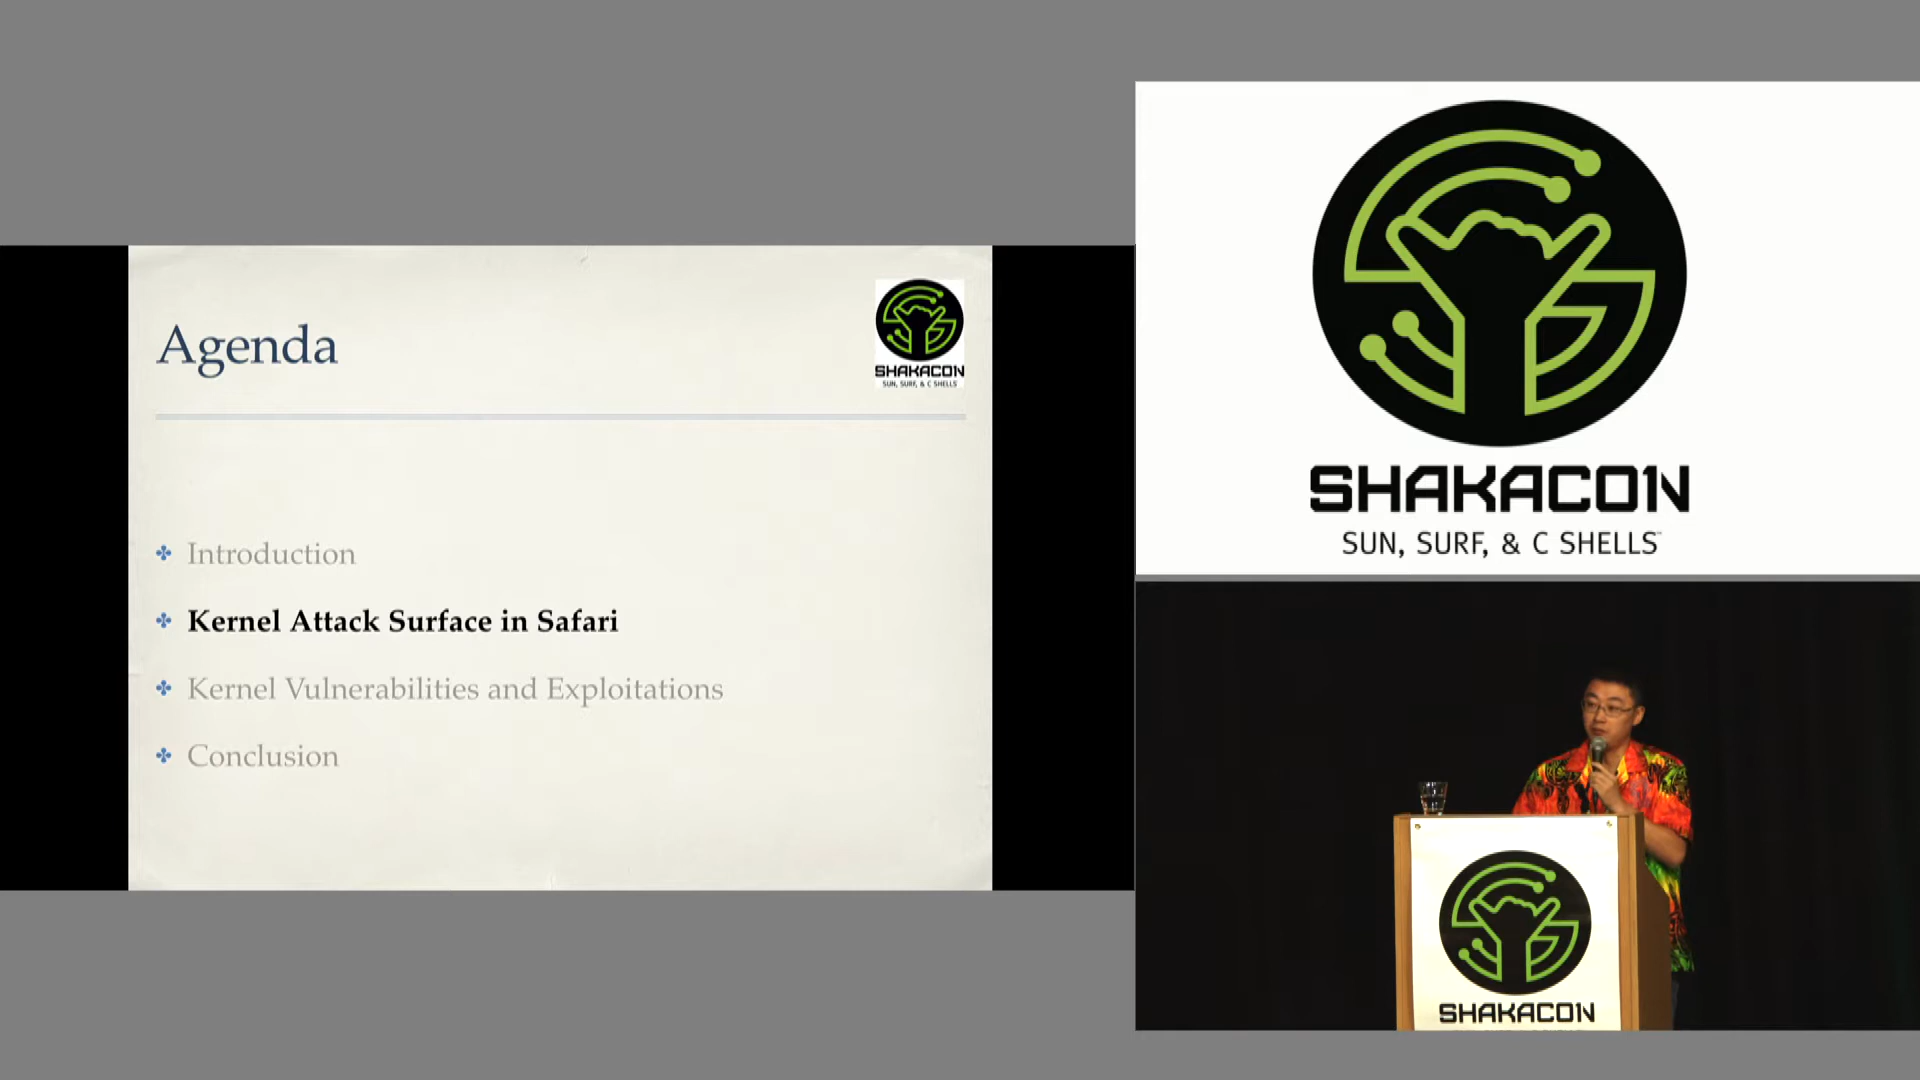 Agenda
SHAKACON
SUN, SURF, & C SHELLS
Introduction
Kernel Attack Surface in Safari
Kernel Vulnerabilities and Exploitations
Conclusion
SHAKACON
SUN, SURF, & C SHELLS™
SHAKACON